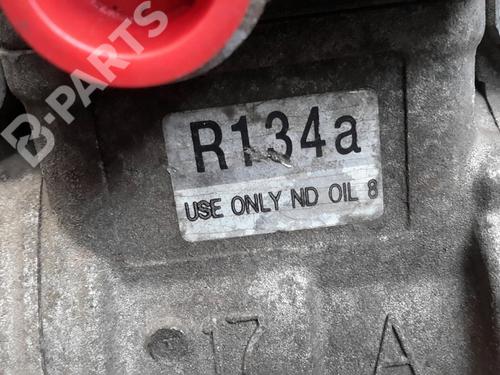 B-PARTS
R134a
USE ONLY ND OIL 8
17 A